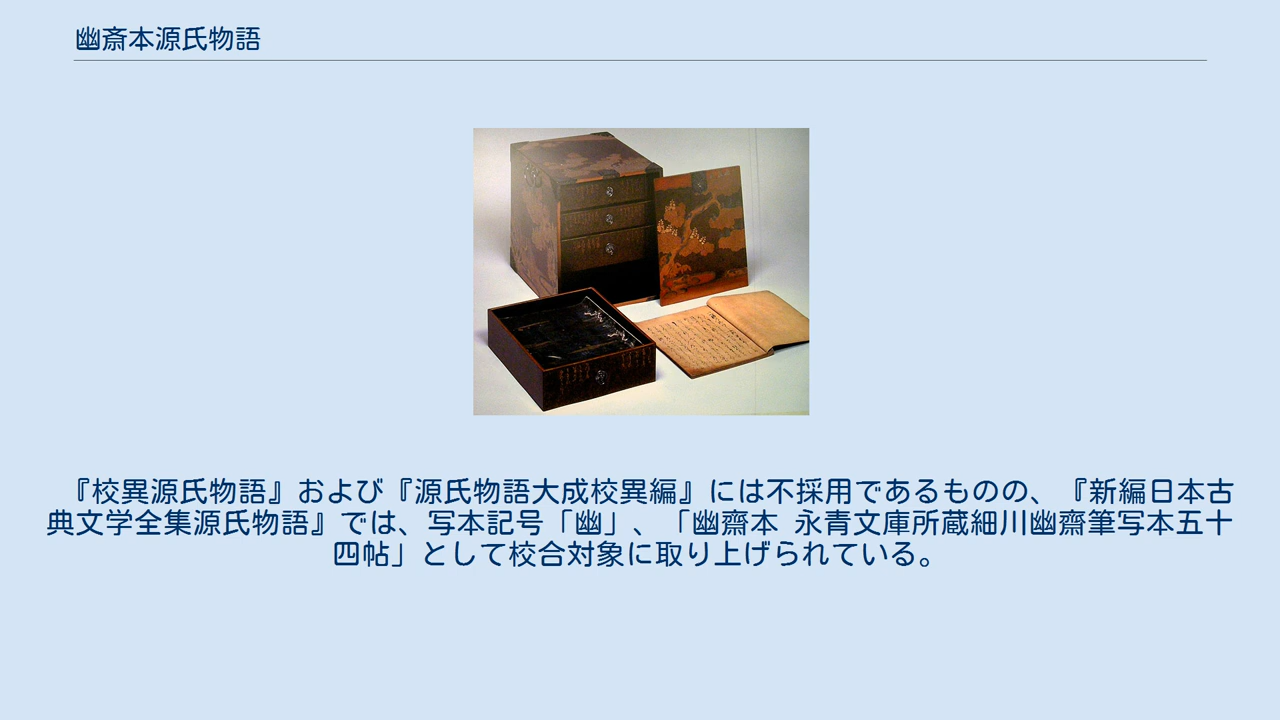 幽斎本源氏物語
『校異源氏物語』および『源氏物語大成校異編』には不採用であるものの、『新編日本古
典文学全集源氏物語』では、写本記号「幽」、「幽齋本 永青文庫所蔵細川幽齋筆写本五十
四帖」として校合対象に取り上げられている。